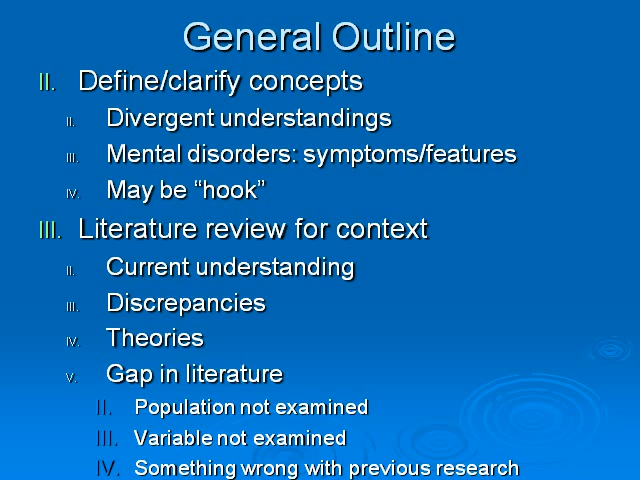 General Outline
II. Define/clarify concepts
II. Divergent understandings
III. Mental disorders: symptoms/features
IV. May be “hook”
III. Literature review for context
II. Current understanding
III. Discrepancies
IV. Theories
V. Gap in literature
II. Population not examined
III. Variable not examined
IV. Something wrong with previous research